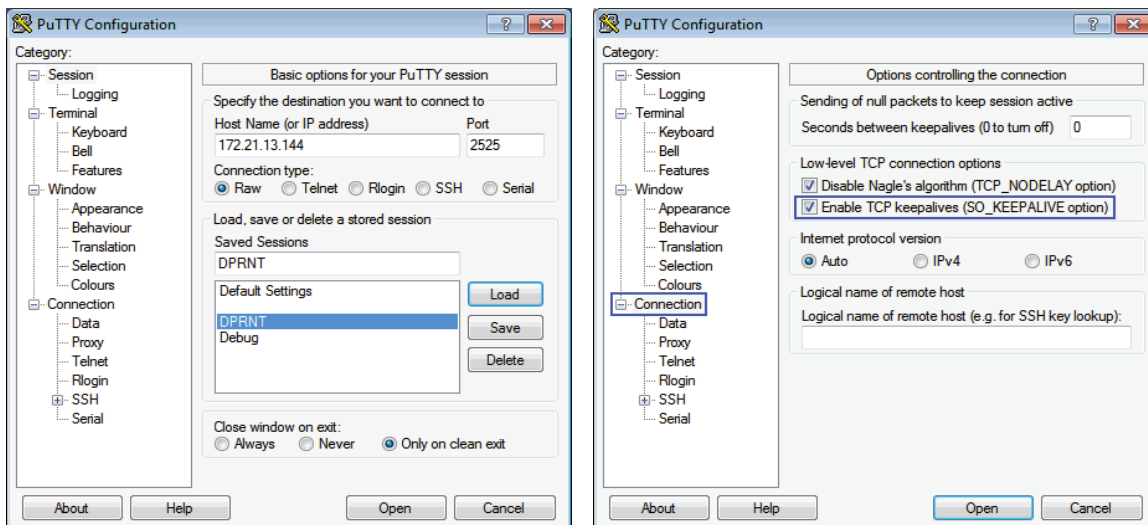 PuTTY Configuration
Category:
Session
Logging
Terminal
Keyboard
Bell
Features
Window
Appearance
Behaviour
Translation
Selection
Colours
Connection
Data
Proxy
Telnet
Rlogin
SSH
Serial
Basic options for your PuTTY session
Specify the destination you want to connect to
Host Name (or IP address) Port
172.21.13.144 2525
Connection type:
Raw Telnet Rlogin SSH Serial
Load, save or delete a stored session
Saved Sessions
DPRNT
Default Settings
DPRNT
Debug
Load
Save
Delete
Close window on exit:
Always Never Only on clean exit
About Help Open Cancel
PuTTY Configuration
Category:
Session
Logging
Terminal
Keyboard
Bell
Features
Window
Appearance
Behaviour
Translation
Selection
Colours
Connection
Data
Proxy
Telnet
Rlogin
SSH
Serial
Options controlling the connection
Sending of null packets to keep session active
Seconds between keepalives (0 to turn off) 0
Low-level TCP connection options
Disable Nagle's algorithm (TCP_NODELAY option)
Enable TCP keepalives (SO_KEEPALIVE option)
Internet protocol version
Auto IPv4 IPv6
Logical name of remote host
Logical name of remote host (e.g. for SSH key lookup):
About Help Open Cancel